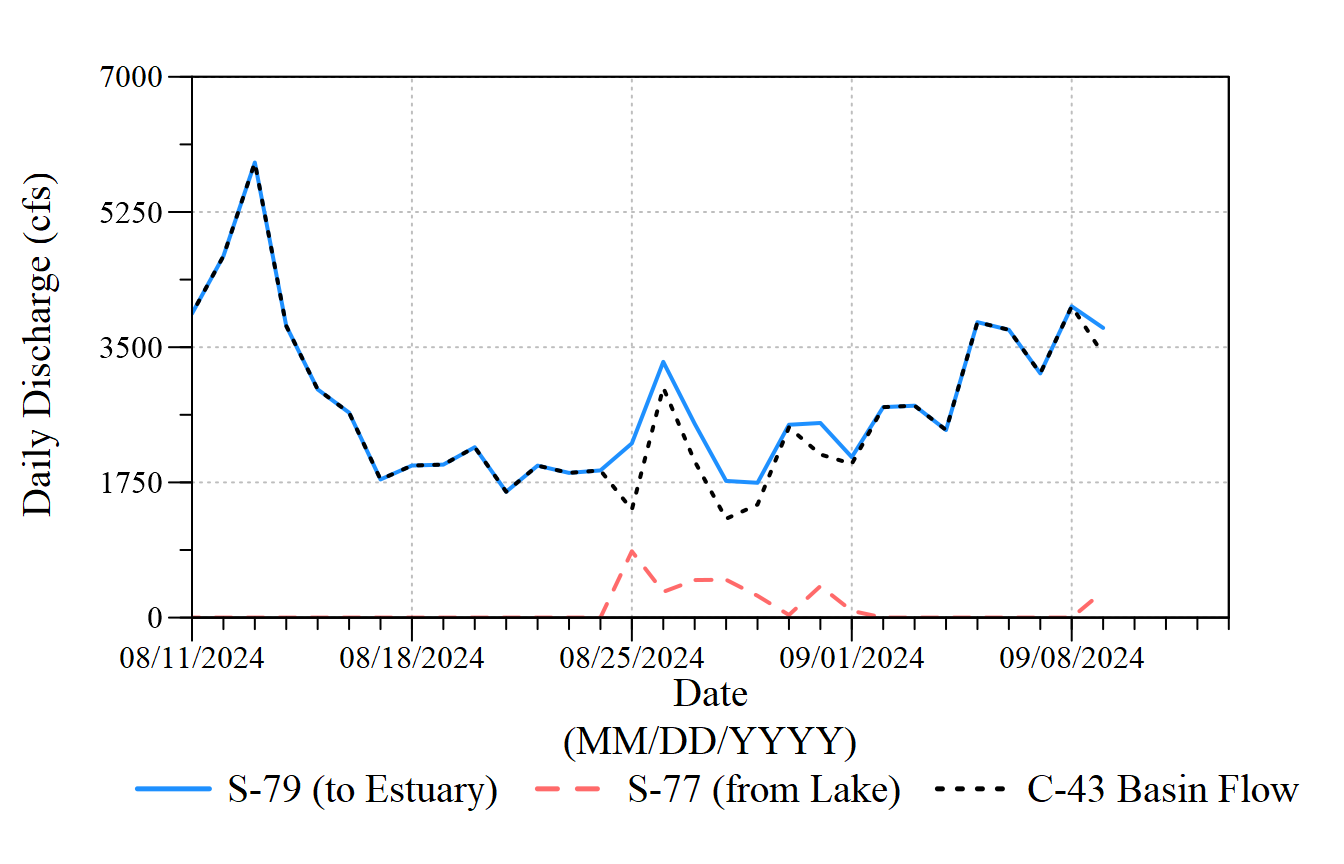 7000
5250
3500
1750
0
Daily Discharge (cfs)
08/11/2024 08/18/2024 08/25/2024 09/01/2024 09/08/2024
Date
(MM/DD/YYYY)
S-79 (to Estuary) S-77 (from Lake) C-43 Basin Flow